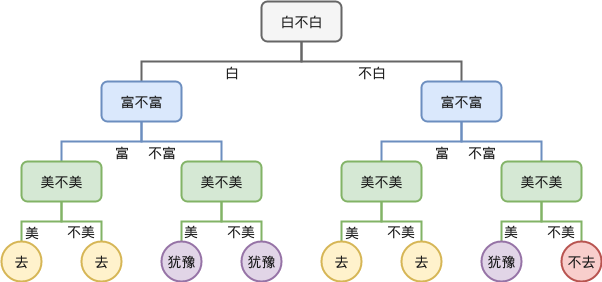 白不白
白 不白
富不富 富不富
富 不富 富 不富
美不美 美不美 美不美 美不美
美 不美 美 不美 美 不美 美 不美
去 去 犹豫 犹豫 去 去 犹豫 不去